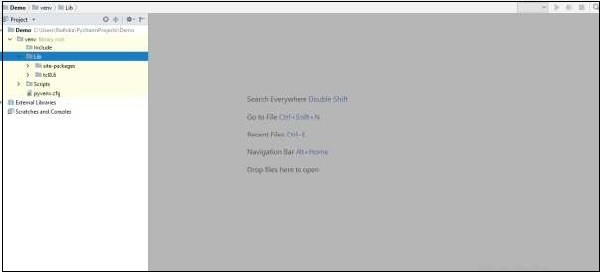 Demo venv Lib
Project
Demo C:\Users\Radhika\PycharmProjects\Demo
venv library root
Include
Lib
site-packages
tcl8.6
Scripts
pyvenv.cfg
External Libraries
Scratches and Consoles
Search Everywhere Double Shift
Go to File Ctrl+Shift+N
Recent Files Ctrl+E
Navigation Bar Alt+Home
Drop files here to open